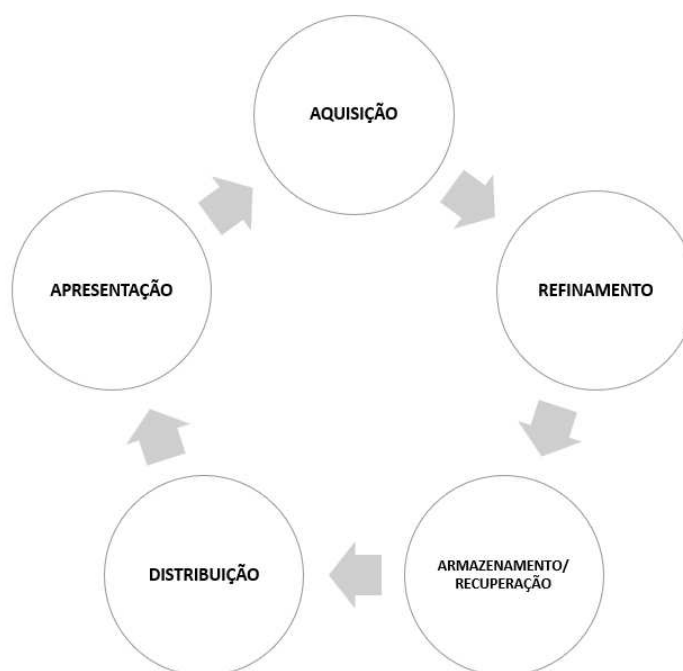 AQUISIÇÃO
REFINAMENTO
ARMAZENAMENTO/
RECUPERAÇÃO
DISTRIBUIÇÃO
APRESENTAÇÃO